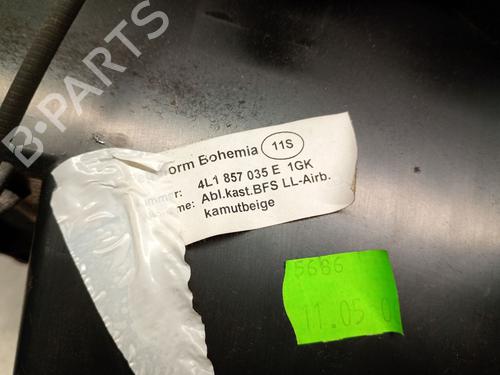 B-PARTS
orm Bohemia 11S
mmer: 4L1 857 035 E 1GK
me: Abl.kast.BFS LL-Airb.
kamutbeige
5686
11.05